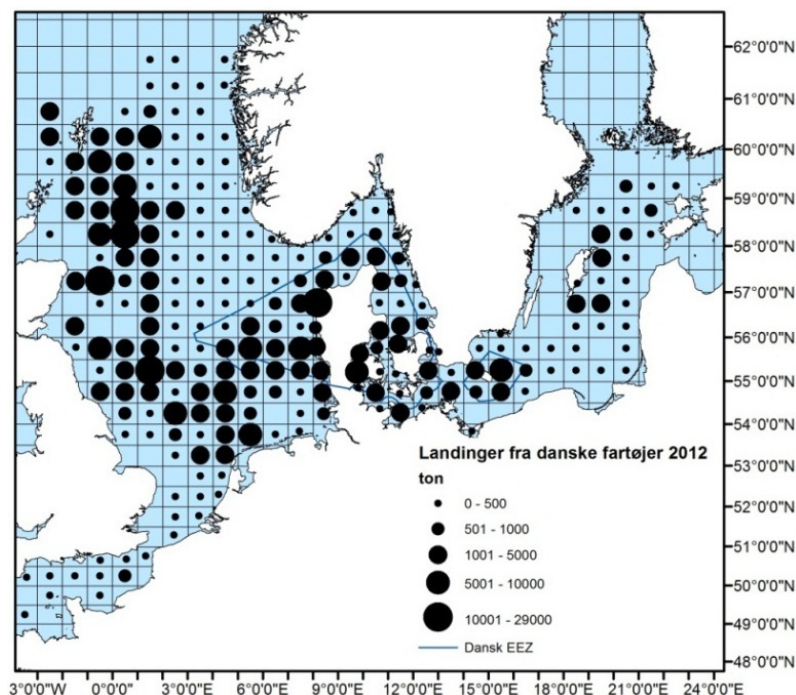 62°0'0"N
61°0'0"N
60°0'0"N
59°0'0"N
58°0'0"N
57°0'0"N
56°0'0"N
55°0'0"N
54°0'0"N
53°0'0"N
52°0'0"N
51°0'0"N
50°0'0"N
49°0'0"N
48°0'0"N
Landinger fra danske fartøjer 2012
ton
0 - 500
501 - 1000
1001 - 5000
5001 - 10000
10001 - 29000
Dansk EEZ
3°0'0"W 0°0'0" 3°0'0"E 6°0'0"E 9°0'0"E 12°0'0"E 15°0'0"E 18°0'0"E 21°0'0"E 24°0'0"E